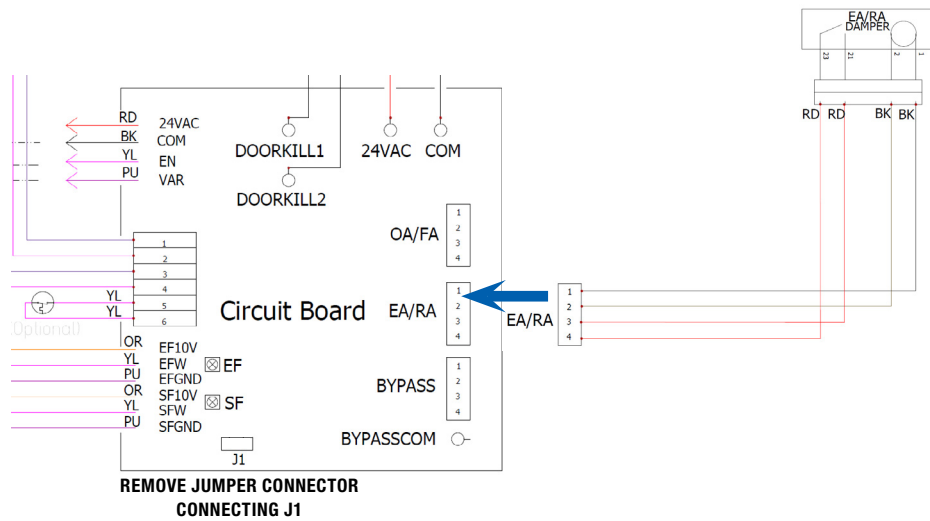 EA/RA
DAMPER
23 21 2 1
RD RD BK BK
RD 24VAC
BK COM
YL EN
PU VAR
DOORKILL1 24VAC COM
DOORKILL2
OA/FA
1
2
3
4
1
2
3
4
5
6
YL
YL
(Optional)
Circuit Board
EA/RA
1
2
3
4
EA/RA
1
2
3
4
OR EF10V
YL EFW
PU EFGND
OR SF10V
YL SFW
PU SFGND
EF
SF
BYPASS
1
2
3
4
BYPASSCOM
J1
REMOVE JUMPER CONNECTOR
CONNECTING J1